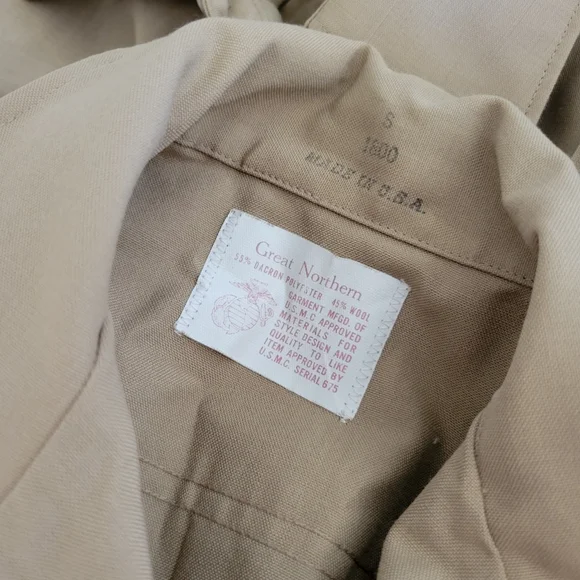 S
1800
MADE IN U.S.A.
Great Northern
55% DACRON POLYESTER 45% WOOL
GARMENT MFGD. OF
U.S.M.C APPROVED
MATERIALS FOR
STYLE DESIGN AND
QUALITY TO LIKE
ITEM APPROVED BY
U.S.M.C. SERIAL 675